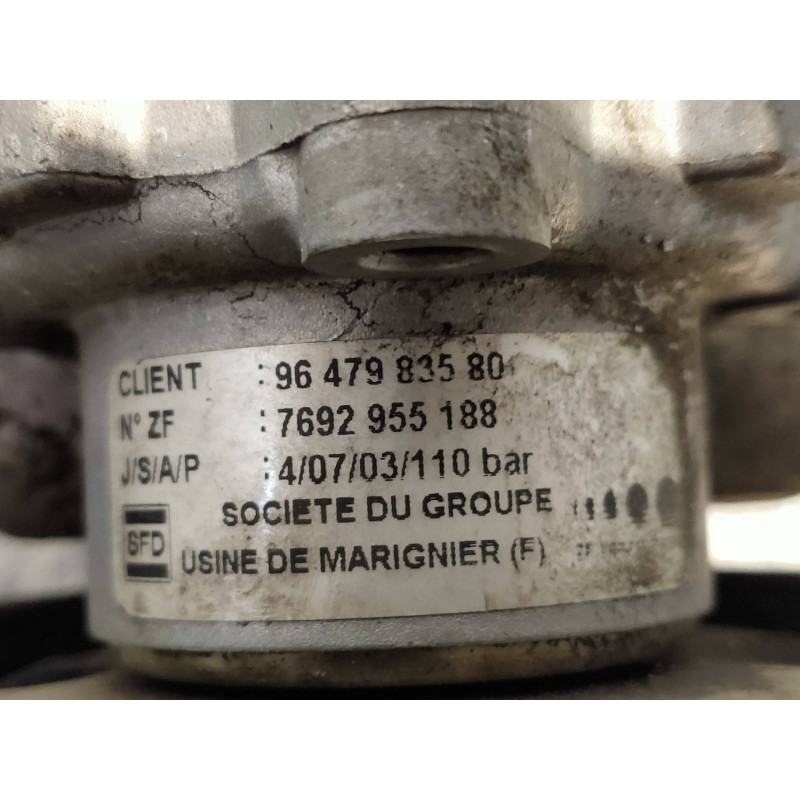 CLIENT : 96 479 835 80
N° ZF : 7692 955 188
J/S/A/P : 4/07/03/110 bar
SOCIETE DU GROUPE
SFD
USINE DE MARIGNIER (F)